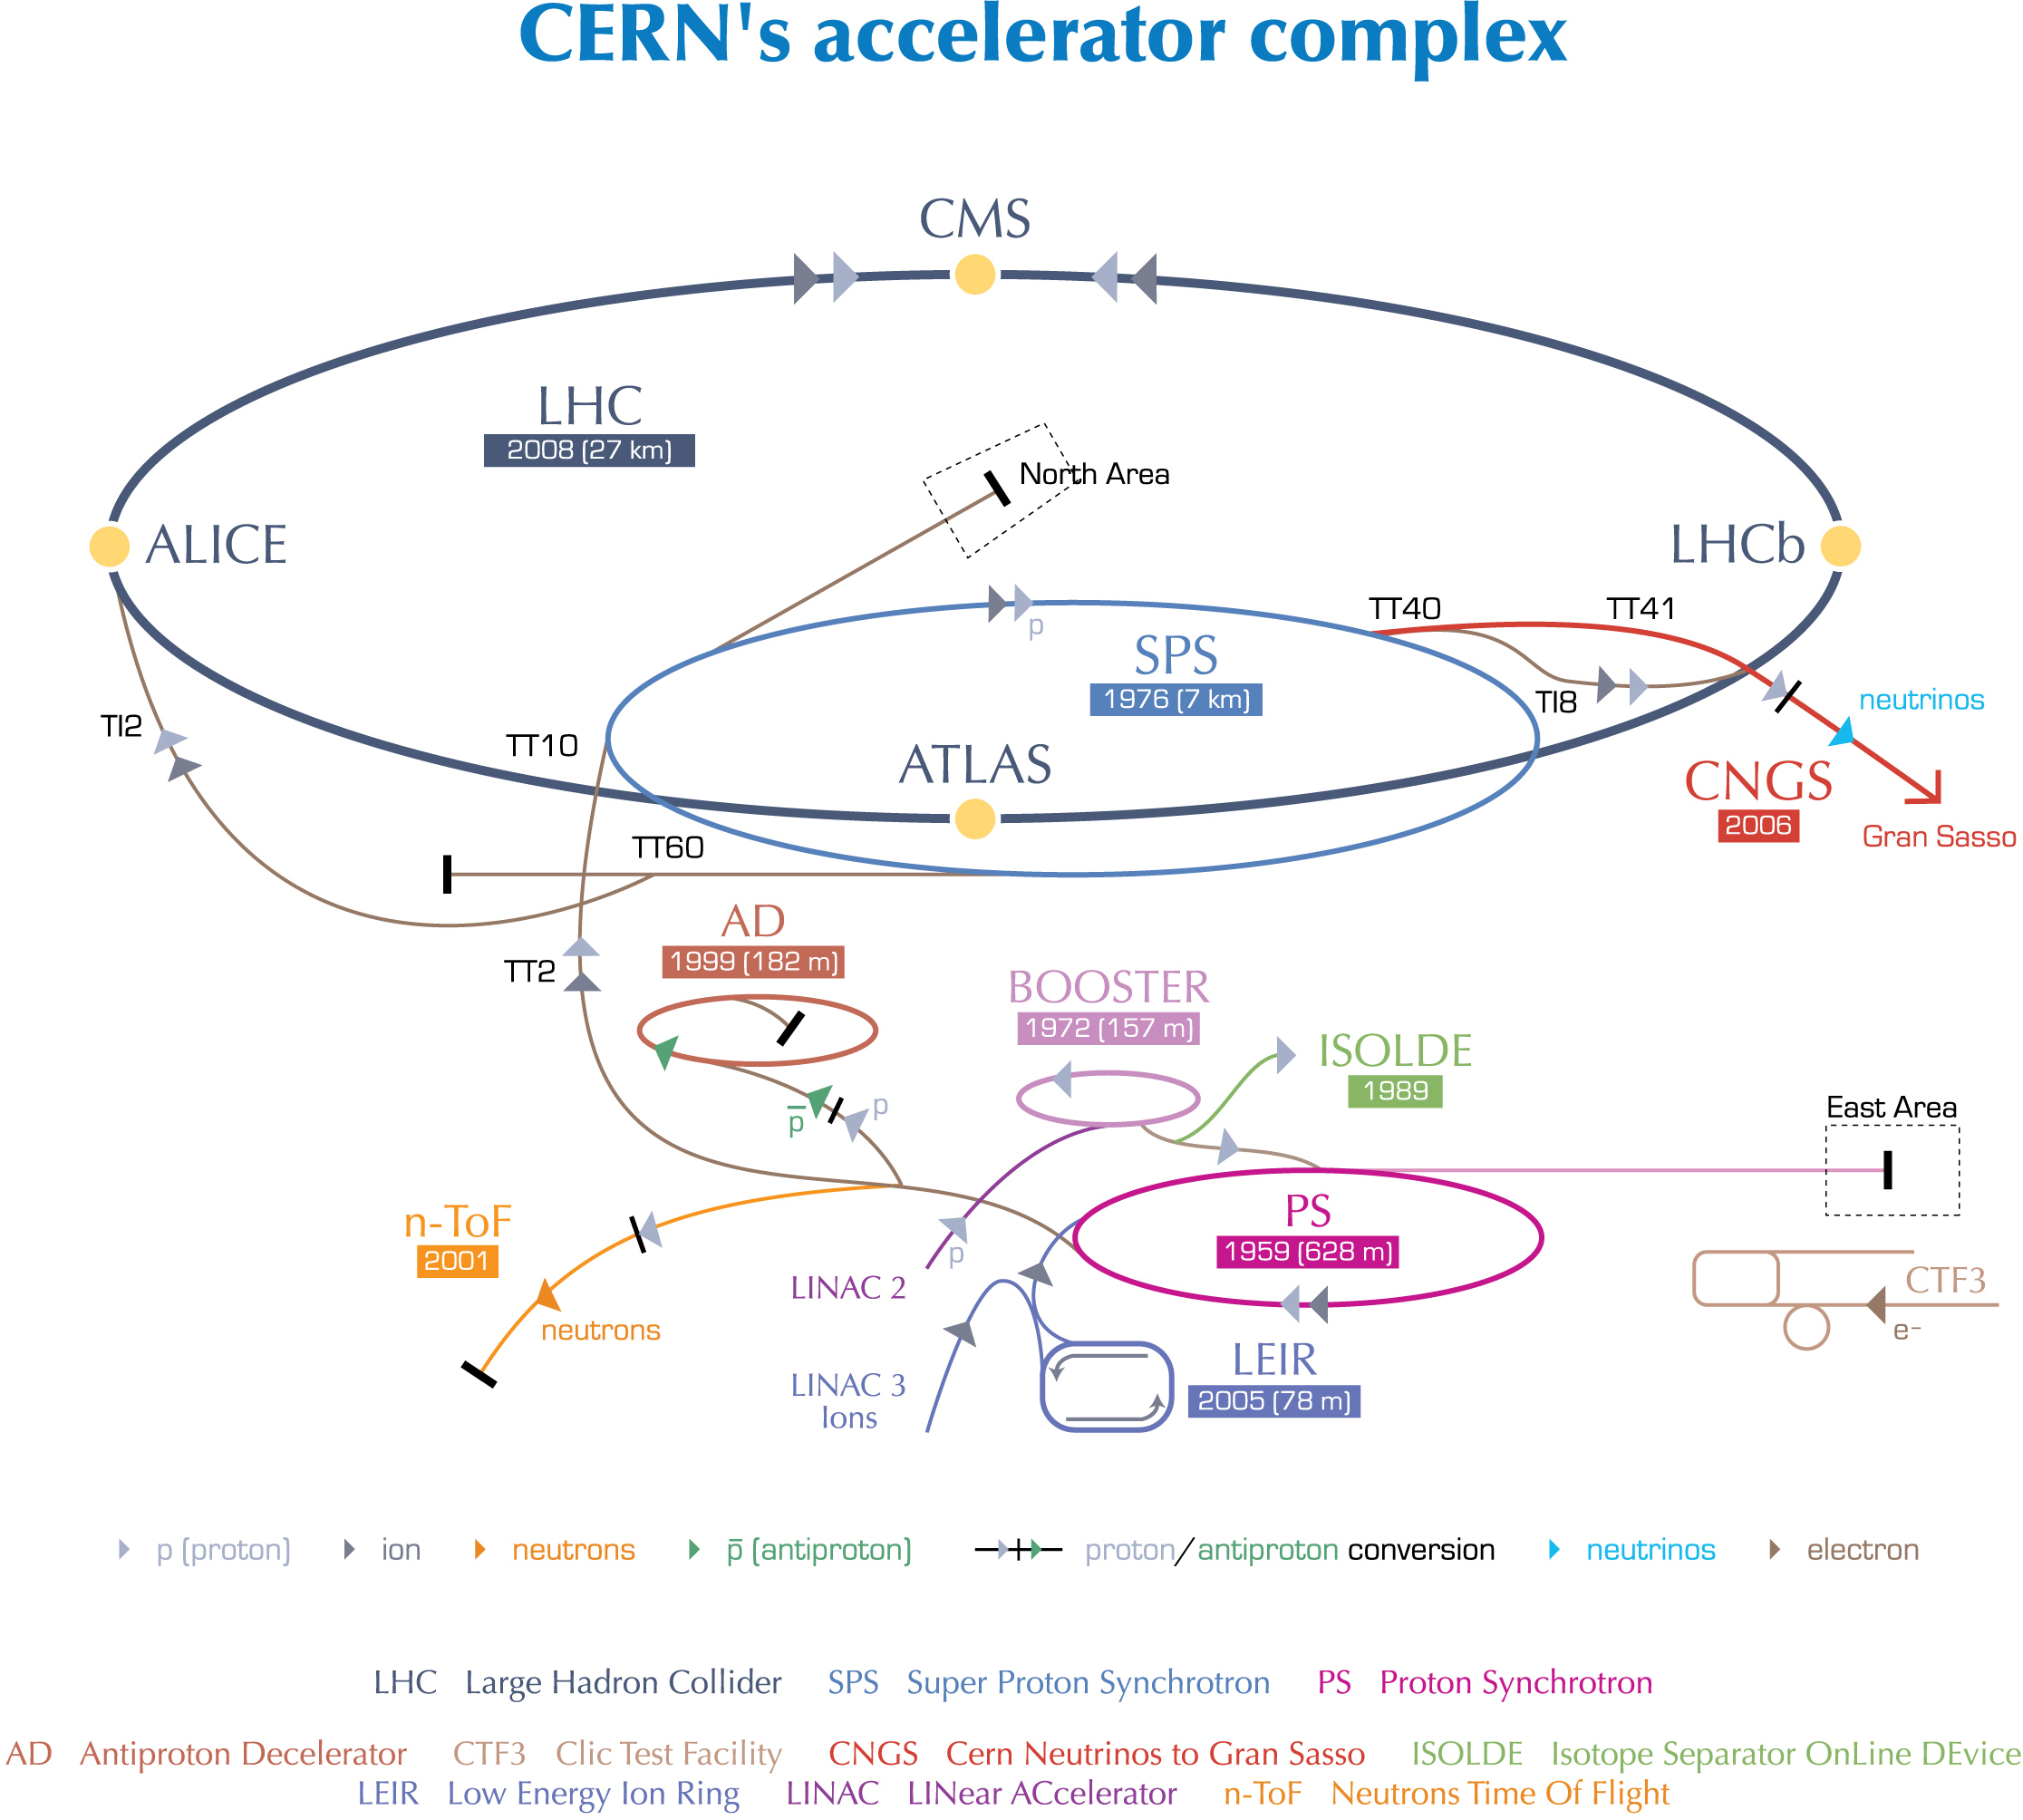 CERN's accelerator complex
CMS
LHC
2008 (27 km)
North Area
ALICE
LHCb
p
TT40
TT41
SPS
1976 (7 km)
TI8
neutrinos
TI2
TT10
ATLAS
CNGS
2006
Gran Sasso
TT60
AD
1999 (182 m)
TT2
BOOSTER
1972 (157 m)
ISOLDE
1989
p̅
p
East Area
n-ToF
2001
PS
1959 (628 m)
p
LINAC 2
neutrons
CTF3
e-
LINAC 3
Ions
LEIR
2005 (78 m)
p (proton) ion neutrons p̅ (antiproton) proton/antiproton conversion neutrinos electron
LHC Large Hadron Collider SPS Super Proton Synchrotron PS Proton Synchrotron
AD Antiproton Decelerator CTF3 Clic Test Facility CNGS Cern Neutrinos to Gran Sasso ISOLDE Isotope Separator OnLine DEvice
LEIR Low Energy Ion Ring LINAC LINear ACcelerator n-ToF Neutrons Time Of Flight